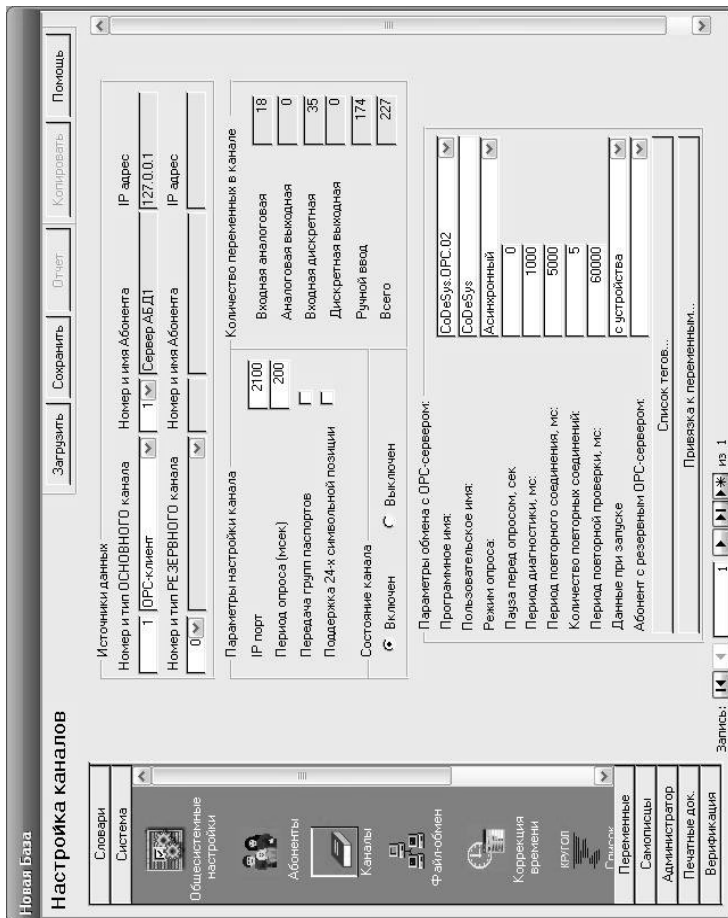 Новая База
Настройка каналов
Загрузить
Сохранить
Отчет
Копировать
Помощь
Словари
Система
Общесистемные
настройки
Абоненты
Каналы
Файл-обмен
Коррекция
времени
КРУГОЛ
Список
Переменные
Самописцы
Администратор
Печатные док.
Верификация
Источники данных
Номер и тип ОСНОВНОГО канала
Номер и имя Абонента
IP адрес
1 OPC-клиент
1 Сервер АБД1
127.0.0.1
Номер и тип РЕЗЕРВНОГО канала
Номер и имя Абонента
IP адрес
0
Параметры настройки канала
IP порт 2100
Период опроса (мсек) 200
Передача групп паспортов
Поддержка 24-х символьной позиции
Состояние канала
Включен
Выключен
Количество переменных в канале
Входная аналоговая 18
Аналоговая выходная 0
Входная дискретная 35
Дискретная выходная 0
Ручной ввод 174
Всего 227
Параметры обмена с OPC-сервером:
Программное имя: CoDeSys.OPC.02
Пользовательское имя: CoDeSys
Режим опроса: Асинхронный
Пауза перед опросом, сек 0
Период диагностики, мс: 1000
Период повторного соединения, мс: 5000
Количество повторных соединений: 5
Период повторной проверки, мс: 60000
Данные при запуске с устройства
Абонент с резервным OPC-сервером:
Список тегов...
Привязка к переменным...
Запись: 1 из 1